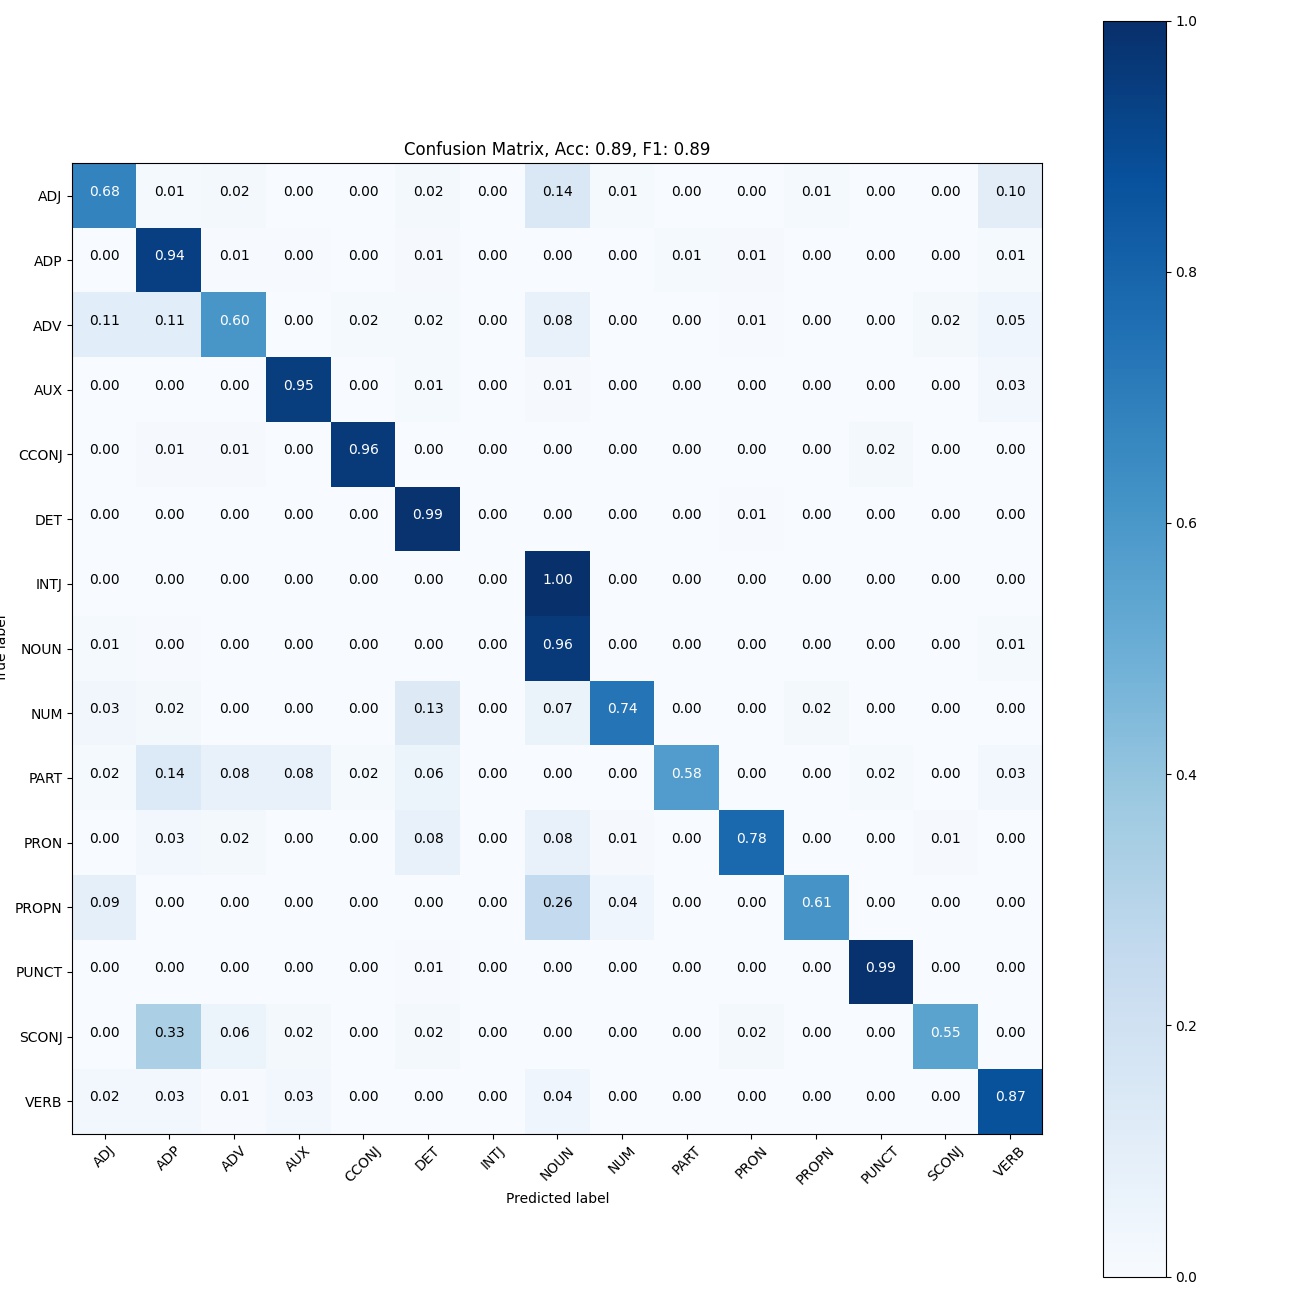 Confusion Matrix, Acc: 0.89, F1: 0.89
ADJ 0.68 0.01 0.02 0.00 0.00 0.02 0.00 0.14 0.01 0.00 0.00 0.01 0.00 0.00 0.10
ADP 0.00 0.94 0.01 0.00 0.00 0.01 0.00 0.00 0.00 0.01 0.01 0.00 0.00 0.00 0.01
ADV 0.11 0.11 0.60 0.00 0.02 0.02 0.00 0.08 0.00 0.00 0.01 0.00 0.00 0.02 0.05
AUX 0.00 0.00 0.00 0.95 0.00 0.01 0.00 0.01 0.00 0.00 0.00 0.00 0.00 0.00 0.03
CCONJ 0.00 0.01 0.01 0.00 0.96 0.00 0.00 0.00 0.00 0.00 0.00 0.00 0.02 0.00 0.00
DET 0.00 0.00 0.00 0.00 0.00 0.99 0.00 0.00 0.00 0.00 0.01 0.00 0.00 0.00 0.00
INTJ 0.00 0.00 0.00 0.00 0.00 0.00 0.00 1.00 0.00 0.00 0.00 0.00 0.00 0.00 0.00
NOUN 0.01 0.00 0.00 0.00 0.00 0.00 0.00 0.96 0.00 0.00 0.00 0.00 0.00 0.00 0.01
NUM 0.03 0.02 0.00 0.00 0.00 0.13 0.00 0.07 0.74 0.00 0.00 0.02 0.00 0.00 0.00
PART 0.02 0.14 0.08 0.08 0.02 0.06 0.00 0.00 0.00 0.58 0.00 0.00 0.02 0.00 0.03
PRON 0.00 0.03 0.02 0.00 0.00 0.08 0.00 0.08 0.01 0.00 0.78 0.00 0.00 0.01 0.00
PROPN 0.09 0.00 0.00 0.00 0.00 0.00 0.00 0.26 0.04 0.00 0.00 0.61 0.00 0.00 0.00
PUNCT 0.00 0.00 0.00 0.00 0.00 0.01 0.00 0.00 0.00 0.00 0.00 0.00 0.99 0.00 0.00
SCONJ 0.00 0.33 0.06 0.02 0.00 0.02 0.00 0.00 0.00 0.00 0.02 0.00 0.00 0.55 0.00
VERB 0.02 0.03 0.01 0.03 0.00 0.00 0.00 0.04 0.00 0.00 0.00 0.00 0.00 0.00 0.87
ADJ ADP ADV AUX CCONJ DET INTJ NOUN NUM PART PRON PROPN PUNCT SCONJ VERB
Predicted label
label
1.0
0.8
0.6
0.4
0.2
0.0